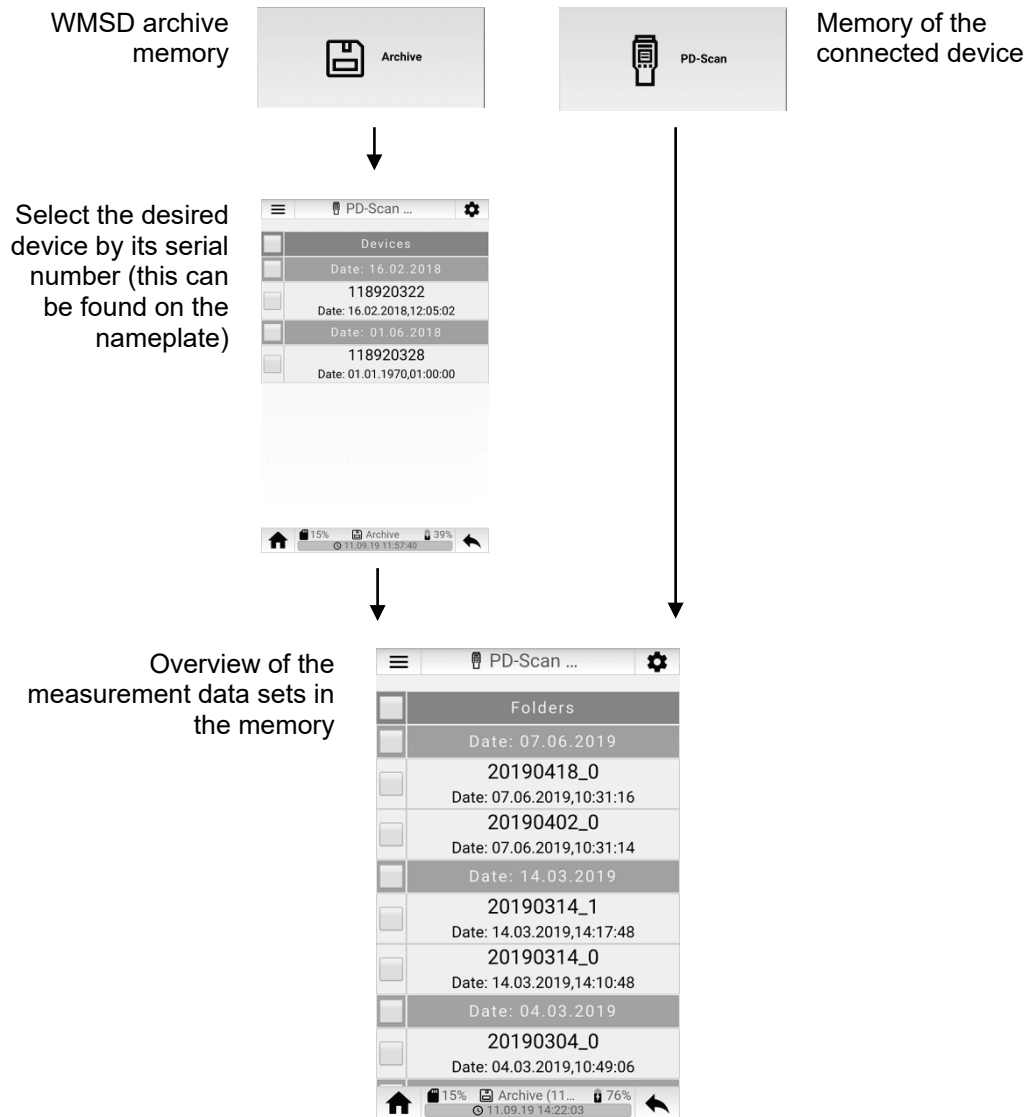 WMSD archive
memory
Archive
PD-Scan
Memory of the
connected device
Select the desired
device by its serial
number (this can
be found on the
nameplate)
PD-Scan ...
Devices
Date: 16.02.2018
118920322
Date: 16.02.2018,12:05:02
Date: 01.06.2018
118920328
Date: 01.01.1970,01:00:00
15% Archive 39%
11.09.19 11:57:40
Overview of the
measurement data sets in
the memory
PD-Scan ...
Folders
Date: 07.06.2019
20190418_0
Date: 07.06.2019,10:31:16
20190402_0
Date: 07.06.2019,10:31:14
Date: 14.03.2019
20190314_1
Date: 14.03.2019,14:17:48
20190314_0
Date: 14.03.2019,14:10:48
Date: 04.03.2019
20190304_0
Date: 04.03.2019,10:49:06
15% Archive (11... 76%
11.09.19 14:22:03